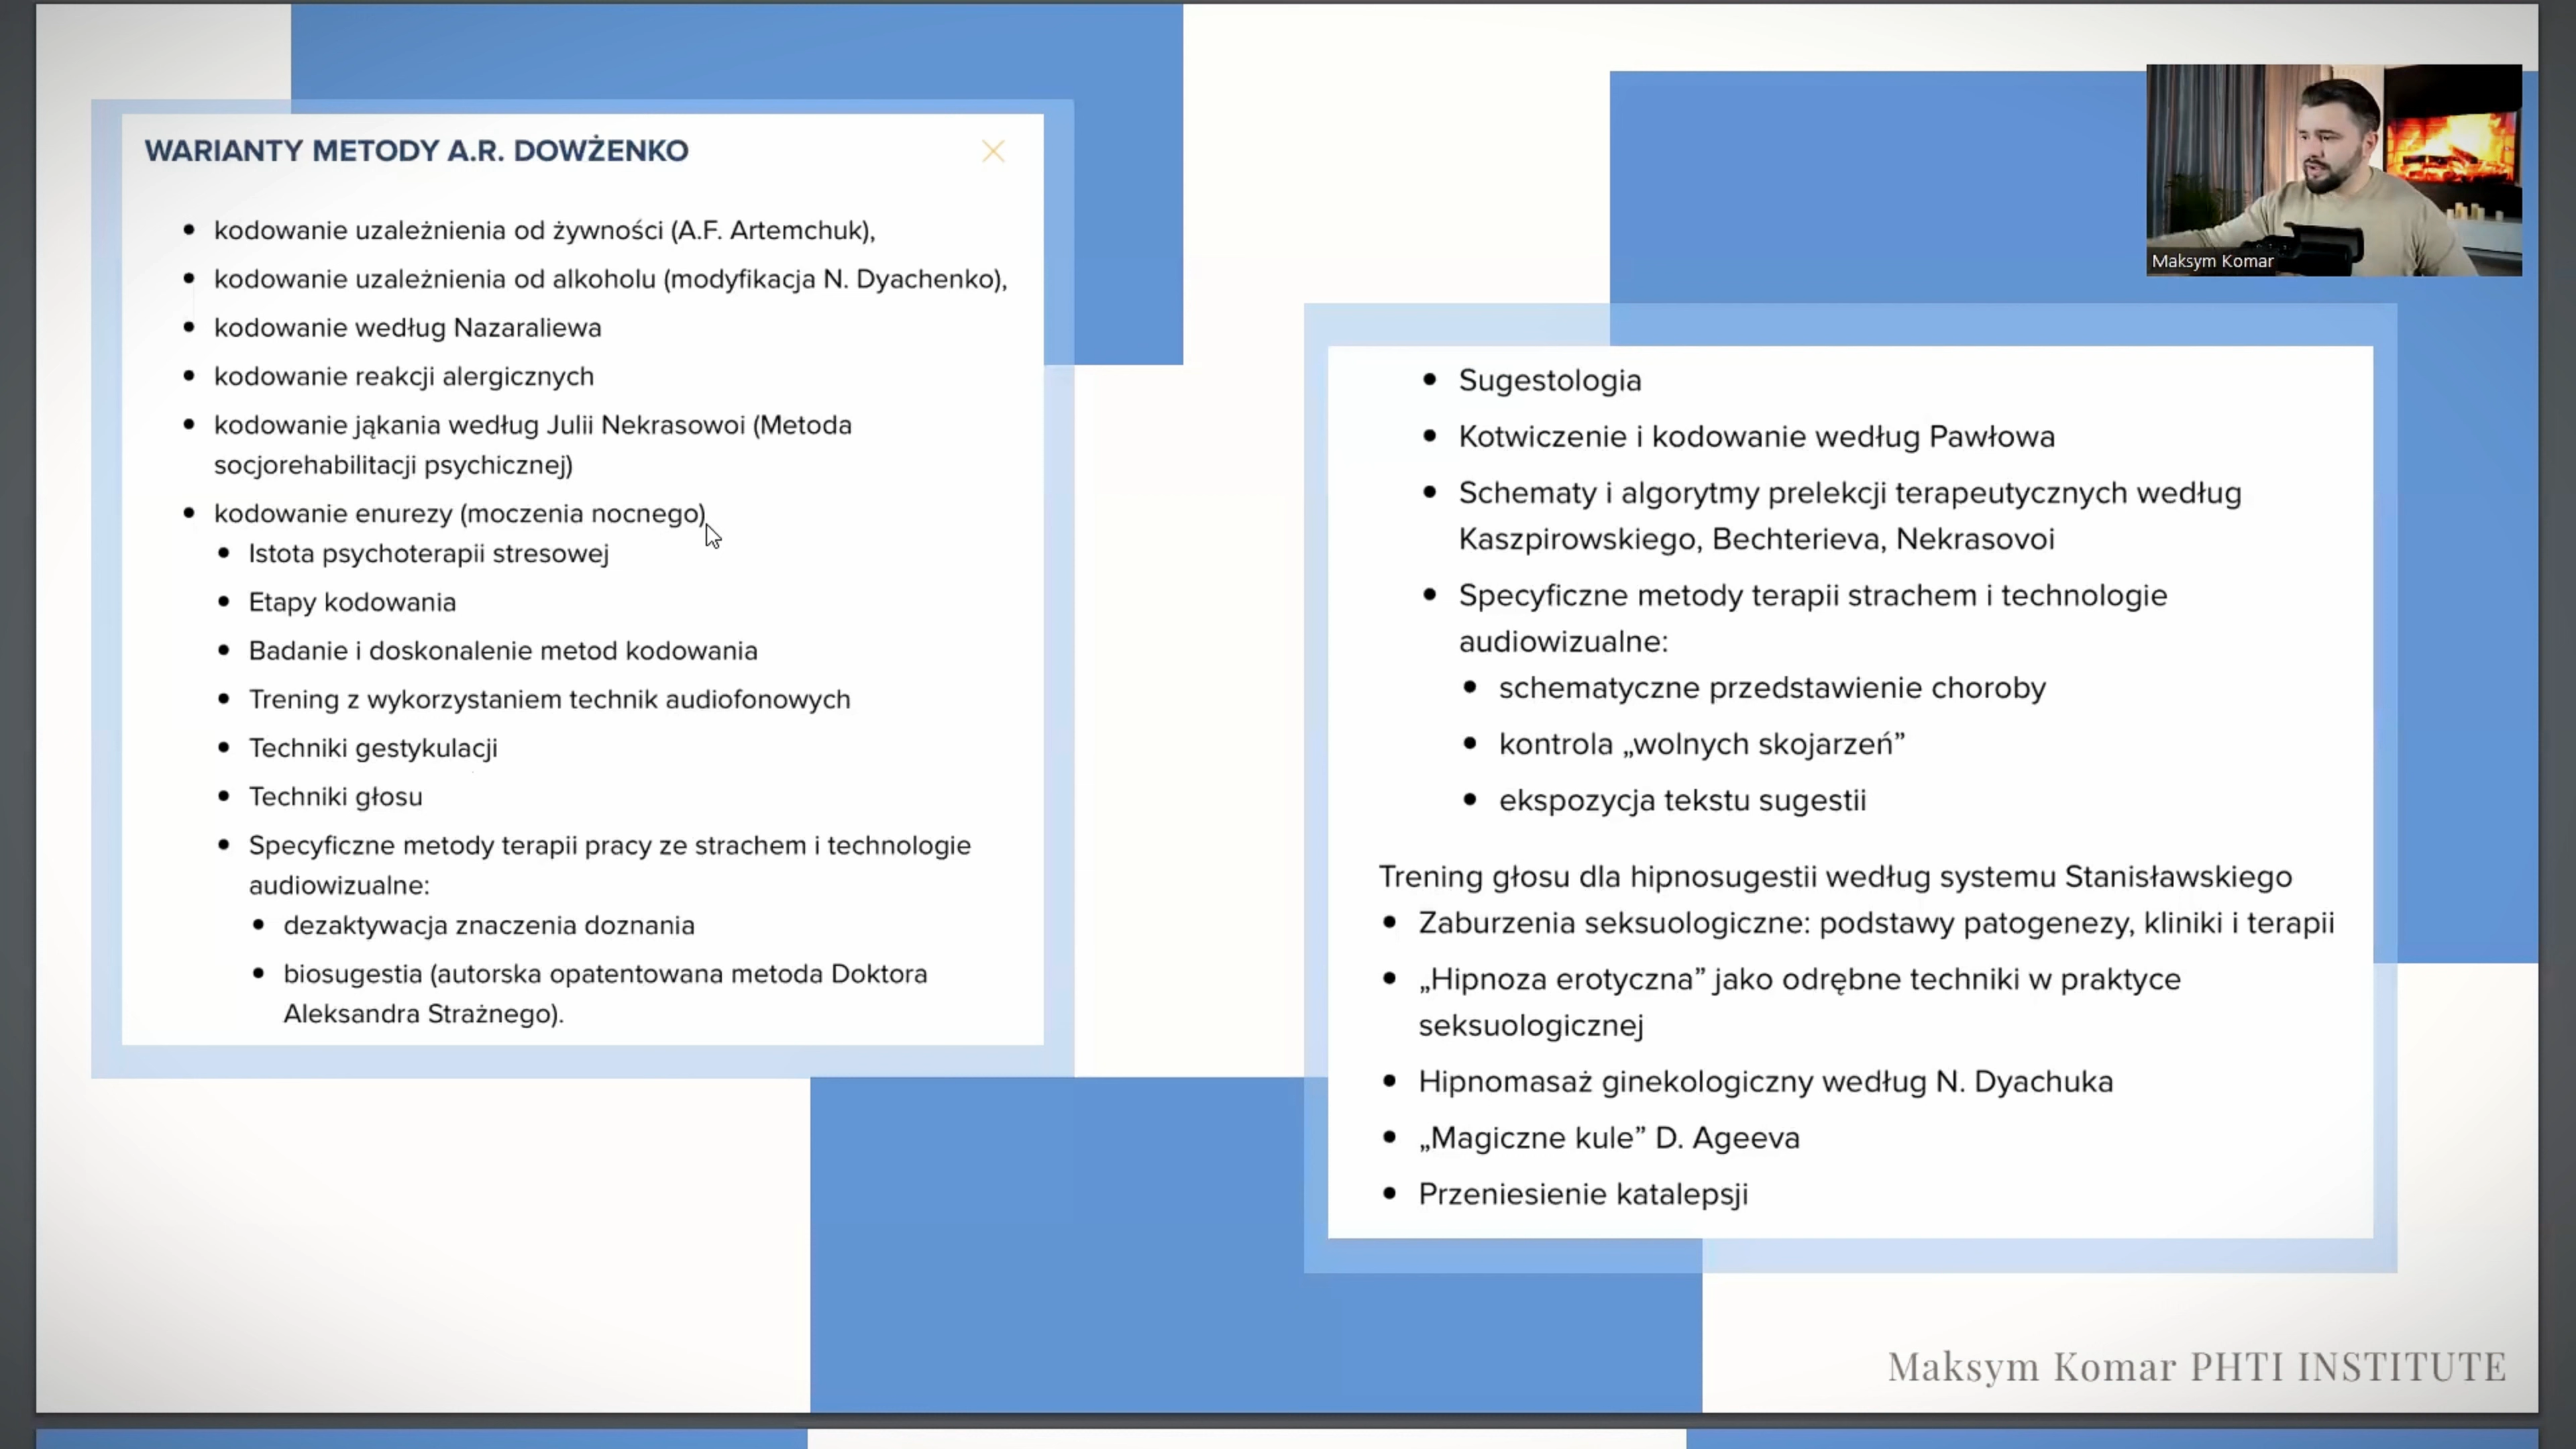 WARIANTY METODY A.R. DOWŻENKO
kodowanie uzależnienia od żywności (A.F. Artemchuk),
kodowanie uzależnienia od alkoholu (modyfikacja N. Dyachenko),
kodowanie według Nazaraliewa
kodowanie reakcji alergicznych
kodowanie jąkania według Julii Nekrasowoi (Metoda
socjorehabilitacji psychicznej)
kodowanie enurezy (moczenia nocnego)
Istota psychoterapii stresowej
Etapy kodowania
Badanie i doskonalenie metod kodowania
Trening z wykorzystaniem technik audiofonowych
Techniki gestykulacji
Techniki głosu
Specyficzne metody terapii pracy ze strachem i technologie
audiowizualne:
dezaktywacja znaczenia doznania
biosugestia (autorska opatentowana metoda Doktora
Aleksandra Strażnego).
Maksym Komar
Sugestologia
Kotwiczenie i kodowanie według Pawłowa
Schematy i algorytmy prelekcji terapeutycznych według
Kaszpirowskiego, Bechterieva, Nekrasovoi
Specyficzne metody terapii strachem i technologie
audiowizualne:
schematyczne przedstawienie choroby
kontrola „wolnych skojarzeń”
ekspozycja tekstu sugestii
Trening głosu dla hipnosugestii według systemu Stanisławskiego
Zaburzenia seksuologiczne: podstawy patogenezy, kliniki i terapii
„Hipnoza erotyczna” jako odrębne techniki w praktyce
seksuologicznej
Hipnomasaż ginekologiczny według N. Dyachuka
„Magiczne kule” D. Ageeva
Przeniesienie katalepsji
Maksym Komar PHTI INSTITUTE